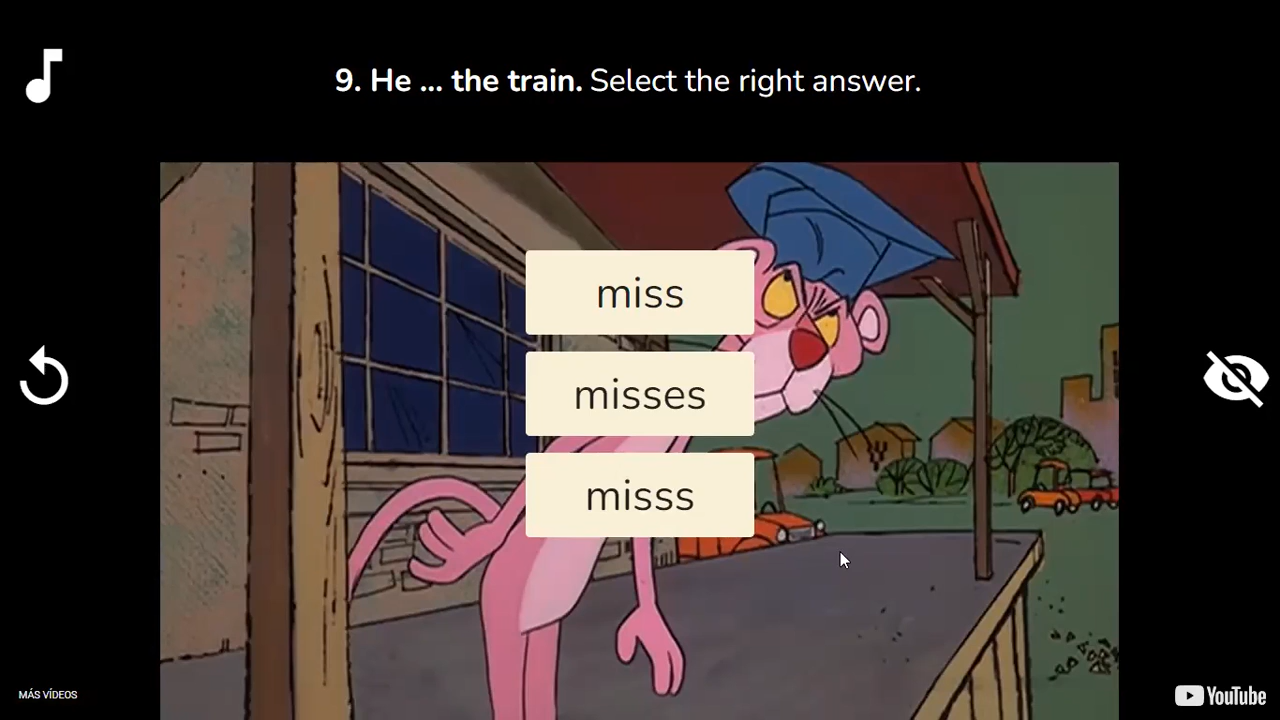 9. He ... the train. Select the right answer.
miss
misses
misss
MÁS VÍDEOS
YouTube